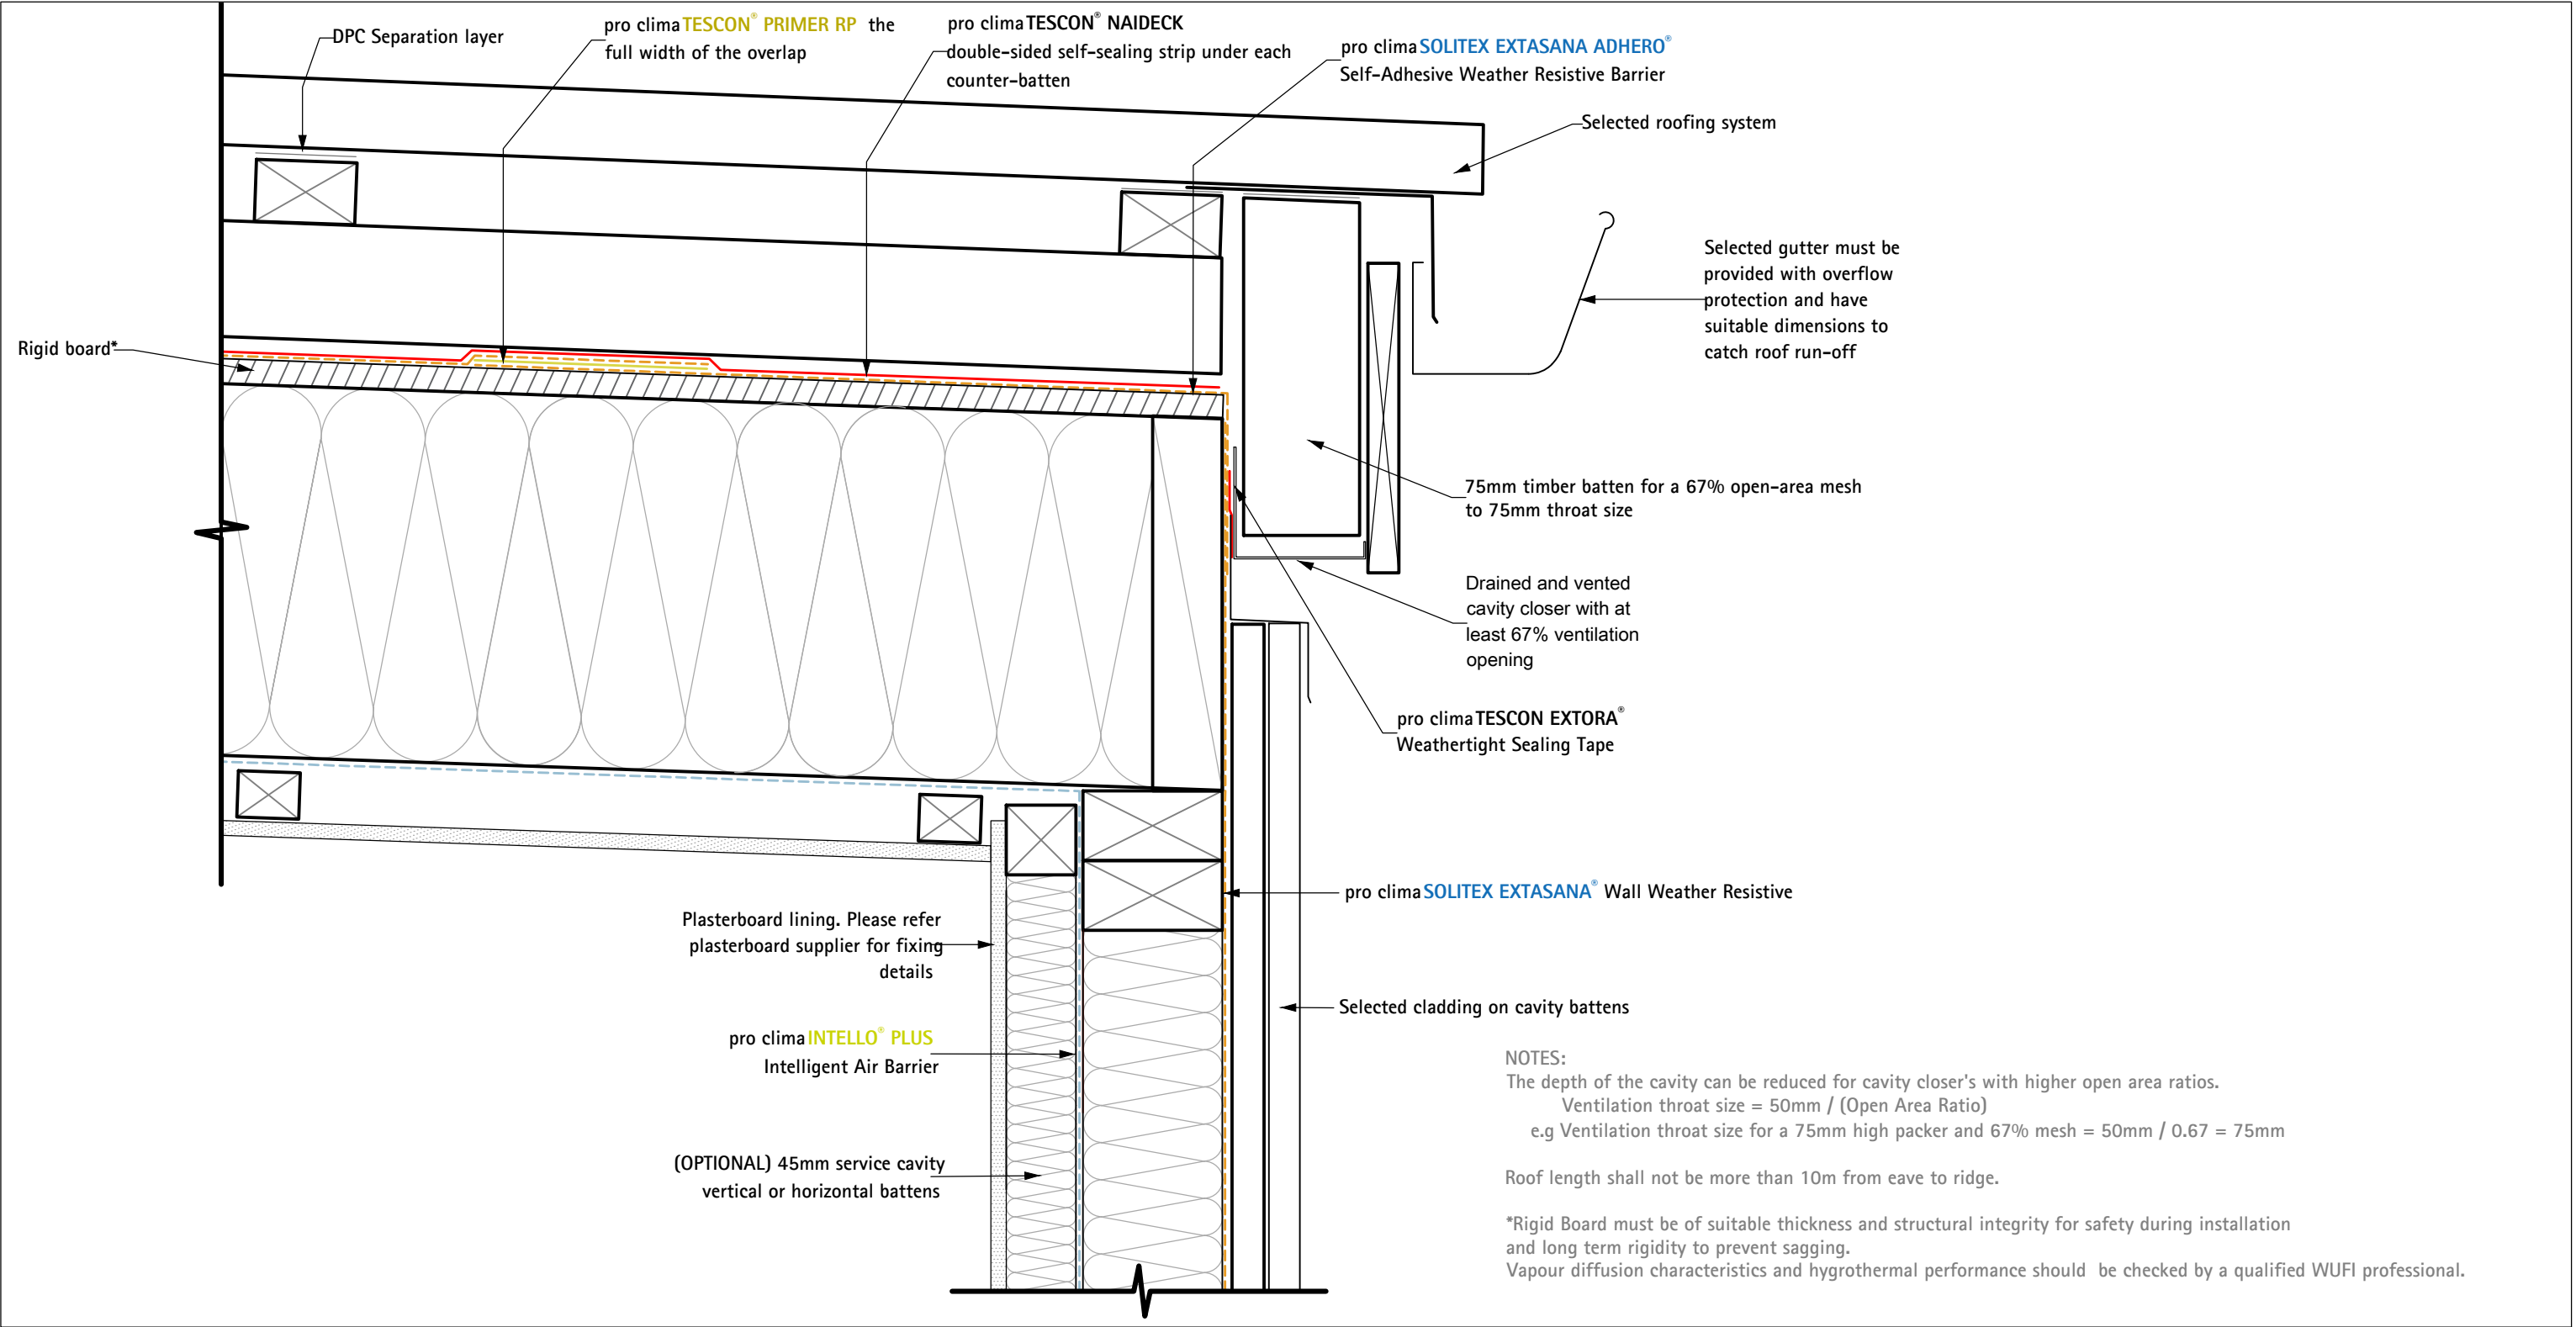 DPC Separation layer
pro clima TESCON® PRIMER RP the
full width of the overlap
pro clima TESCON® NAIDECK
double-sided self-sealing strip under each
counter-batten
pro clima SOLITEX EXTASANA ADHERO®
Self-Adhesive Weather Resistive Barrier
Selected roofing system
Selected gutter must be
provided with overflow
protection and have
suitable dimensions to
catch roof run-off
Rigid board*
75mm timber batten for a 67% open-area mesh
to 75mm throat size
Drained and vented
cavity closer with at
least 67% ventilation
opening
pro clima TESCON EXTORA®
Weathertight Sealing Tape
pro clima SOLITEX EXTASANA® Wall Weather Resistive
Plasterboard lining. Please refer
plasterboard supplier for fixing
details
Selected cladding on cavity battens
pro clima INTELLO® PLUS
Intelligent Air Barrier
(OPTIONAL) 45mm service cavity
vertical or horizontal battens
NOTES:
The depth of the cavity can be reduced for cavity closer's with higher open area ratios.
Ventilation throat size = 50mm / (Open Area Ratio)
e.g Ventilation throat size for a 75mm high packer and 67% mesh = 50mm / 0.67 = 75mm
Roof length shall not be more than 10m from eave to ridge.
*Rigid Board must be of suitable thickness and structural integrity for safety during installation
and long term rigidity to prevent sagging.
Vapour diffusion characteristics and hygrothermal performance should be checked by a qualified WUFI professional.